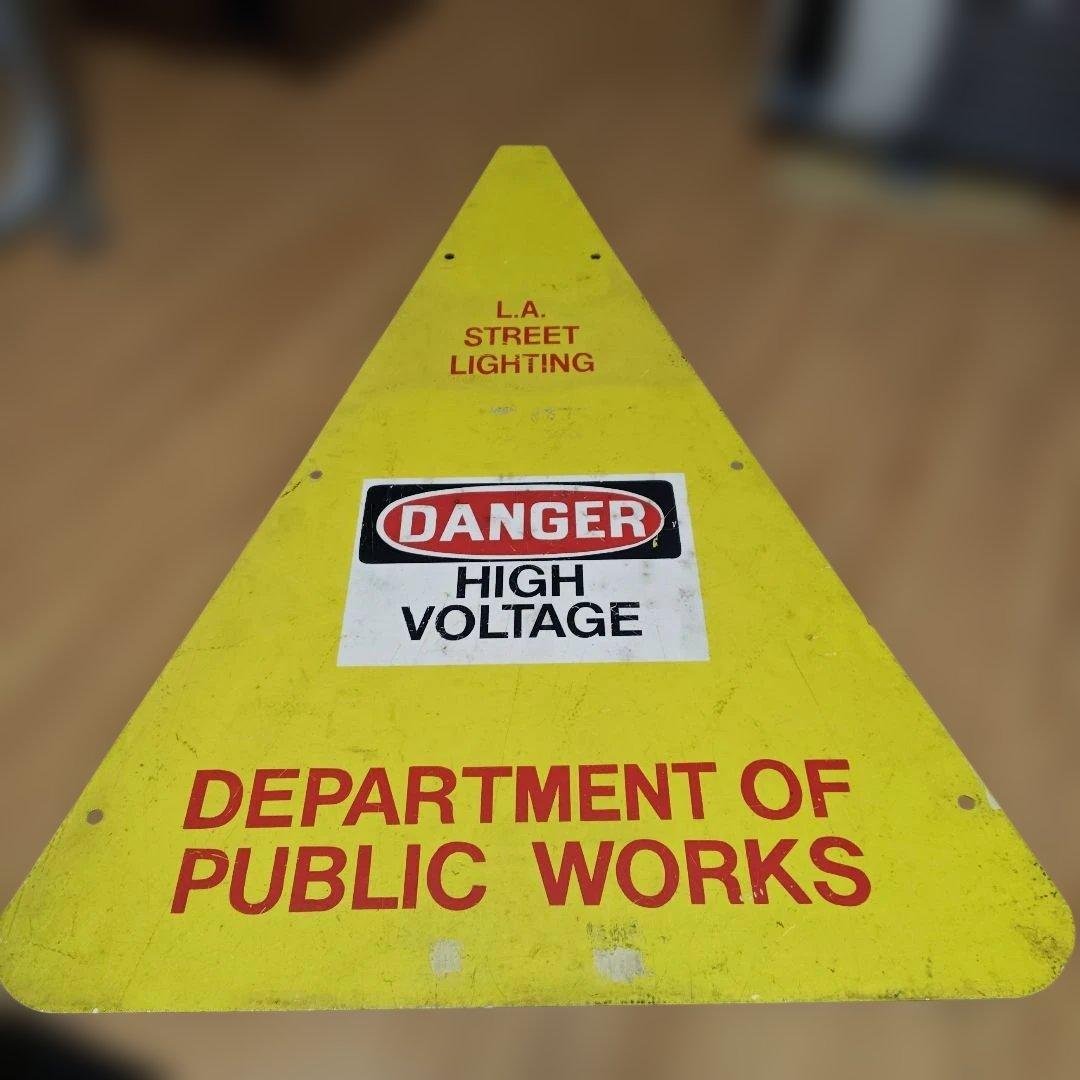 L.A.
STREET
LIGHTING
DANGER
HIGH
VOLTAGE
DEPARTMENT OF
PUBLIC WORKS